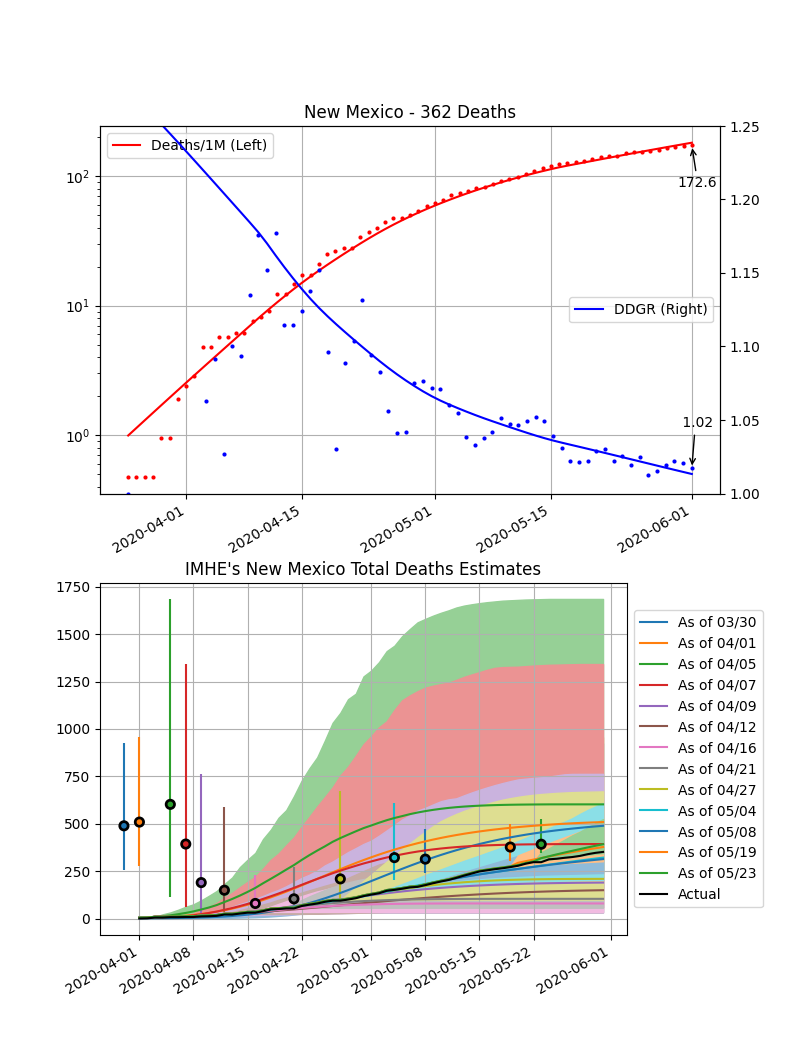 New Mexico - 362 Deaths
Deaths/1M (Left)
DDGR (Right)
172.6
1.02
10²
10¹
10⁰
1.25
1.20
1.15
1.10
1.05
1.00
2020-04-01
2020-04-15
2020-05-01
2020-05-15
2020-06-01
IMHE's New Mexico Total Deaths Estimates
1750
1500
1250
1000
750
500
250
0
2020-04-01
2020-04-08
2020-04-15
2020-04-22
2020-05-01
2020-05-08
2020-05-15
2020-05-22
2020-06-01
As of 03/30
As of 04/01
As of 04/05
As of 04/07
As of 04/09
As of 04/12
As of 04/16
As of 04/21
As of 04/27
As of 05/04
As of 05/08
As of 05/19
As of 05/23
Actual